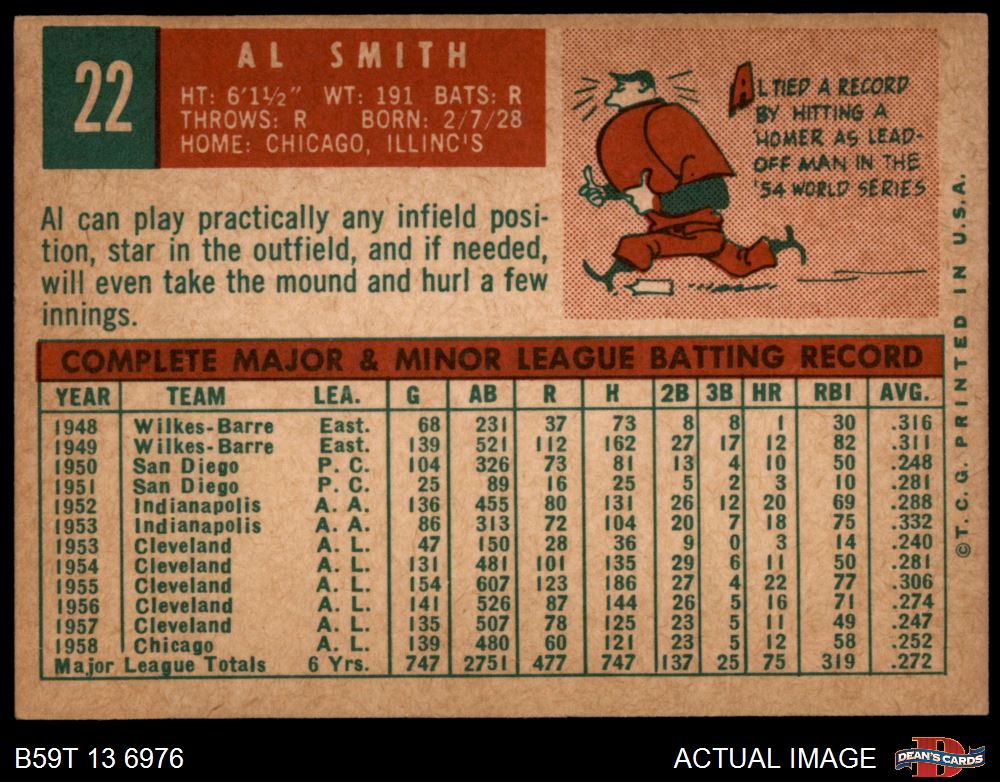 22
AL SMITH
HT: 6'1½" WT: 191 BATS: R
THROWS: R BORN: 2/7/28
HOME: CHICAGO, ILLINC'S
AL TIED A RECORD
BY HITTING A
HOMER AS LEAD-
OFF MAN IN THE
'54 WORLD SERIES
Al can play practically any infield posi-
tion, star in the outfield, and if needed,
will even take the mound and hurl a few
innings.
COMPLETE MAJOR & MINOR LEAGUE BATTING RECORD
YEAR TEAM LEA. G AB R H 2B 3B HR RBI AVG.
1948 Wilkes-Barre East. 68 231 37 73 8 8 1 30 .316
1949 Wilkes-Barre East. 139 521 112 162 27 17 12 82 .311
1950 San Diego P. C. 104 326 73 81 13 4 10 50 .248
1951 San Diego P. C. 25 89 16 25 5 2 3 10 .281
1952 Indianapolis A. A. 136 455 80 131 26 12 20 69 .288
1953 Indianapolis A. A. 86 313 72 104 20 7 18 75 .332
1953 Cleveland A. L. 47 150 28 36 9 0 3 14 .240
1954 Cleveland A. L. 131 481 101 135 29 6 11 50 .281
1955 Cleveland A. L. 154 607 123 186 27 4 22 77 .306
1956 Cleveland A. L. 141 526 87 144 26 5 16 71 .274
1957 Cleveland A. L. 135 507 78 125 23 5 11 49 .247
1958 Chicago A. L. 139 480 60 121 23 5 12 58 .252
Major League Totals 6 Yrs. 747 2751 477 747 137 25 75 319 .272
©T. C. G. PRINTED IN U.S.A.
B59T 13 6976
ACTUAL IMAGE
D
DEAN'S CARDS